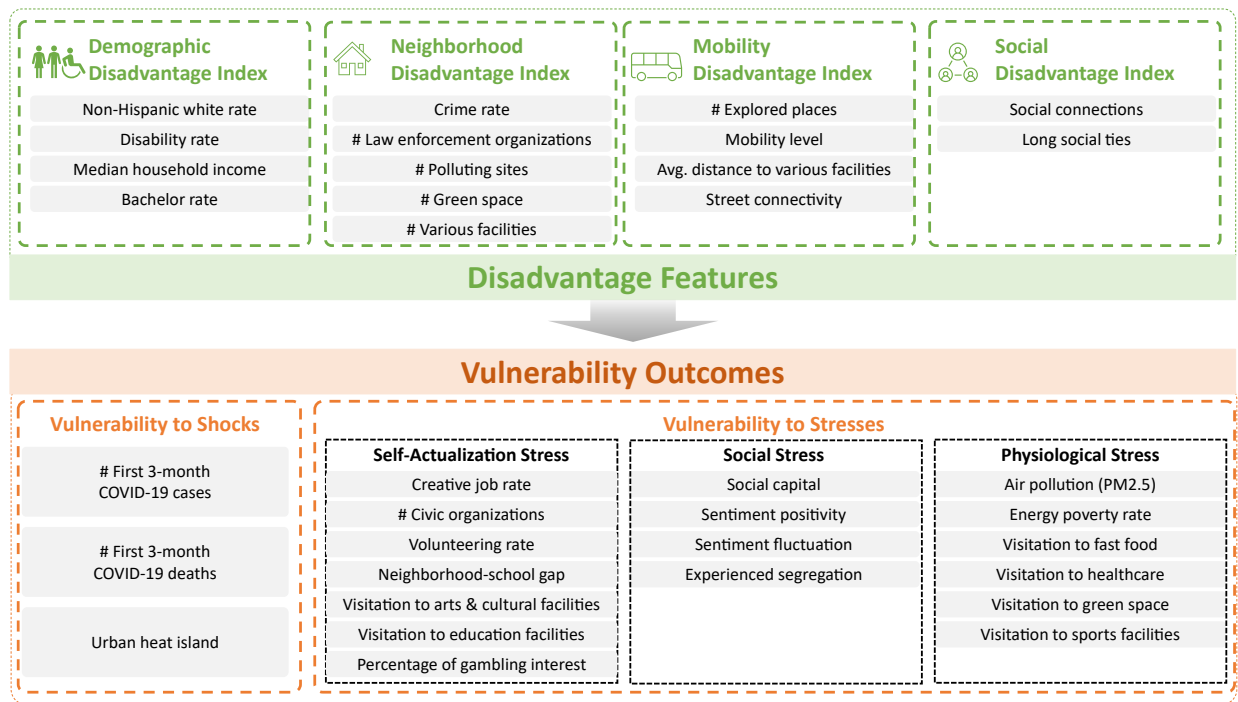 Demographic
Disadvantage Index
Non-Hispanic white rate
Disability rate
Median household income
Bachelor rate
Neighborhood
Disadvantage Index
Crime rate
# Law enforcement organizations
# Polluting sites
# Green space
# Various facilities
Mobility
Disadvantage Index
# Explored places
Mobility level
Avg. distance to various facilities
Street connectivity
Social
Disadvantage Index
Social connections
Long social ties
Disadvantage Features
Vulnerability Outcomes
Vulnerability to Shocks
# First 3-month
COVID-19 cases
# First 3-month
COVID-19 deaths
Urban heat island
Vulnerability to Stresses
Self-Actualization Stress
Creative job rate
# Civic organizations
Volunteering rate
Neighborhood-school gap
Visitation to arts & cultural facilities
Visitation to education facilities
Percentage of gambling interest
Social Stress
Social capital
Sentiment positivity
Sentiment fluctuation
Experienced segregation
Physiological Stress
Air pollution (PM2.5)
Energy poverty rate
Visitation to fast food
Visitation to healthcare
Visitation to green space
Visitation to sports facilities